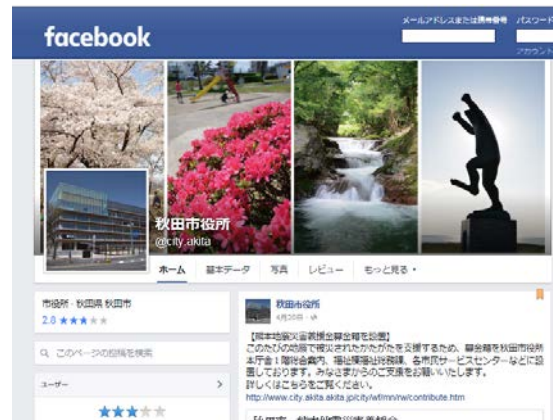 facebook
メールアドレスまたは携帯番号 パスワード
アカウント
秋田市役所
@city.akita
ホーム 基本データ 写真 レビュー もっと見る
市役所 · 秋田県 秋田市
2.8 ★★★★★
このページの投稿を検索
ユーザー
★★★★★
秋田市役所
4月20日
【熊本地震災害義援金募金箱を設置】
このたびの地震で被災されたかたがたを支援するため、募金箱を秋田市役所
本庁舎1階総合案内、福祉棟福祉総務課、各市民サービスセンターなどに設
置しております。みなさまからのご支援をお願いいたします。
詳しくはこちらをご覧ください。
http://www.city.akita.akita.jp/city/wf/mn/rw/contribute.htm